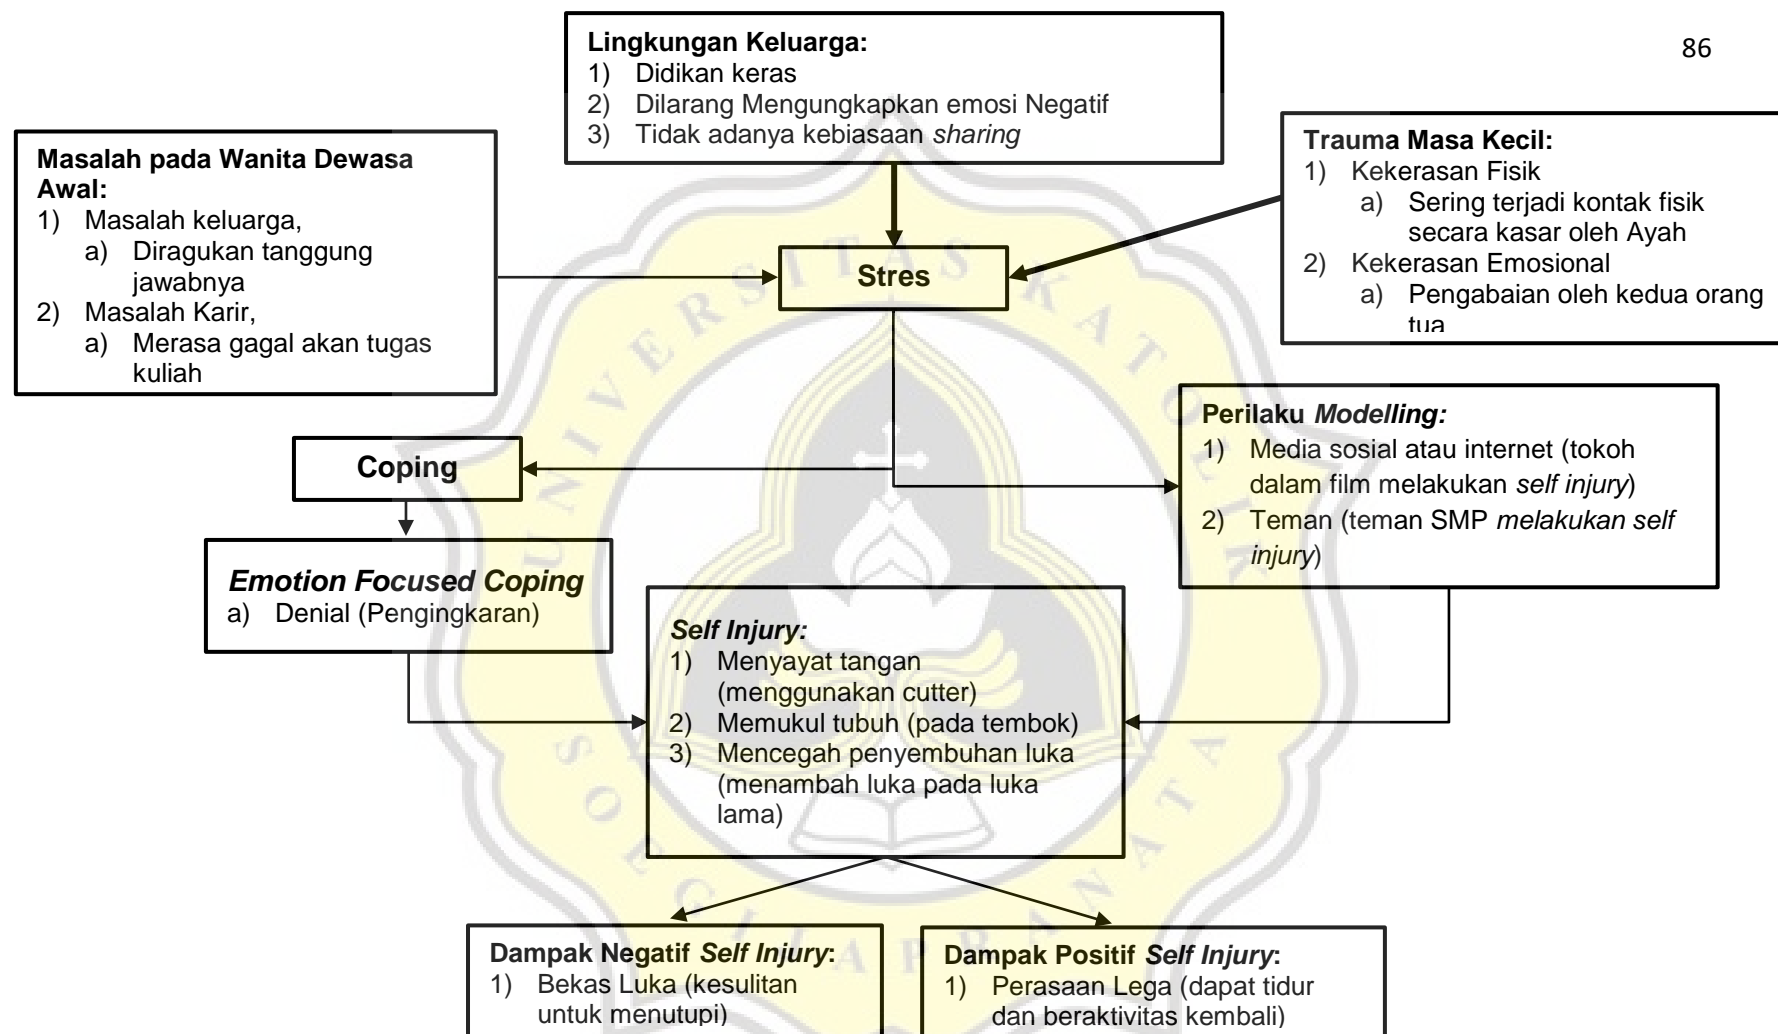 86
Lingkungan Keluarga:
1) Didikan keras
2) Dilarang Mengungkapkan emosi Negatif
3) Tidak adanya kebiasaan sharing
Masalah pada Wanita Dewasa
Awal:
1) Masalah keluarga,
a) Diragukan tanggung
jawabnya
2) Masalah Karir,
a) Merasa gagal akan tugas
kuliah
Trauma Masa Kecil:
1) Kekerasan Fisik
a) Sering terjadi kontak fisik
secara kasar oleh Ayah
2) Kekerasan Emosional
a) Pengabaian oleh kedua orang
tua
Stres
Coping
Perilaku Modelling:
1) Media sosial atau internet (tokoh
dalam film melakukan self injury)
2) Teman (teman SMP melakukan self
injury)
Emotion Focused Coping
a) Denial (Pengingkaran)
Self Injury:
1) Menyayat tangan
(menggunakan cutter)
2) Memukul tubuh (pada tembok)
3) Mencegah penyembuhan luka
(menambah luka pada luka
lama)
Dampak Negatif Self Injury:
1) Bekas Luka (kesulitan
untuk menutupi)
Dampak Positif Self Injury:
1) Perasaan Lega (dapat tidur
dan beraktivitas kembali)
UNIVERSITAS KATOLIK
SOEGIJAPRANATA